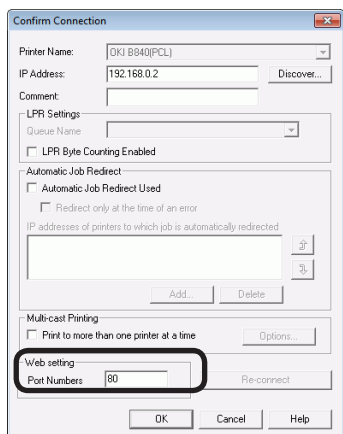 Confirm Connection
Printer Name: OKI B840(PCL)
IP Address: 192.168.0.2 Discover...
Comment:
LPR Settings
Queue Name
LPR Byte Counting Enabled
Automatic Job Redirect
Automatic Job Redirect Used
Redirect only at the time of an error
IP addresses of printers to which job is automatically redirected
Add... Delete
Multi-cast Printing
Print to more than one printer at a time Options...
Web setting
Port Numbers 80 Re-connect
OK Cancel Help